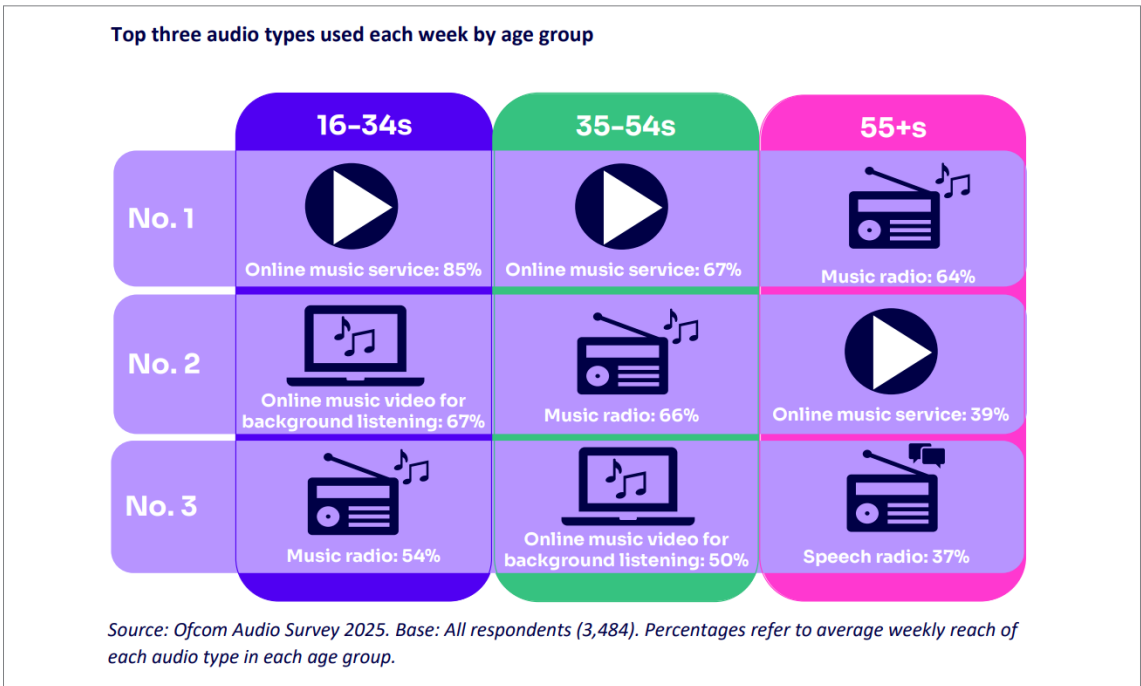 Top three audio types used each week by age group
16-34s
35-54s
55+s
No. 1
Online music service: 85%
Online music service: 67%
Music radio: 64%
No. 2
Online music video for
background listening: 67%
Music radio: 66%
Online music service: 39%
No. 3
Music radio: 54%
Online music video for
background listening: 50%
Speech radio: 37%
Source: Ofcom Audio Survey 2025. Base: All respondents (3,484). Percentages refer to average weekly reach of
each audio type in each age group.